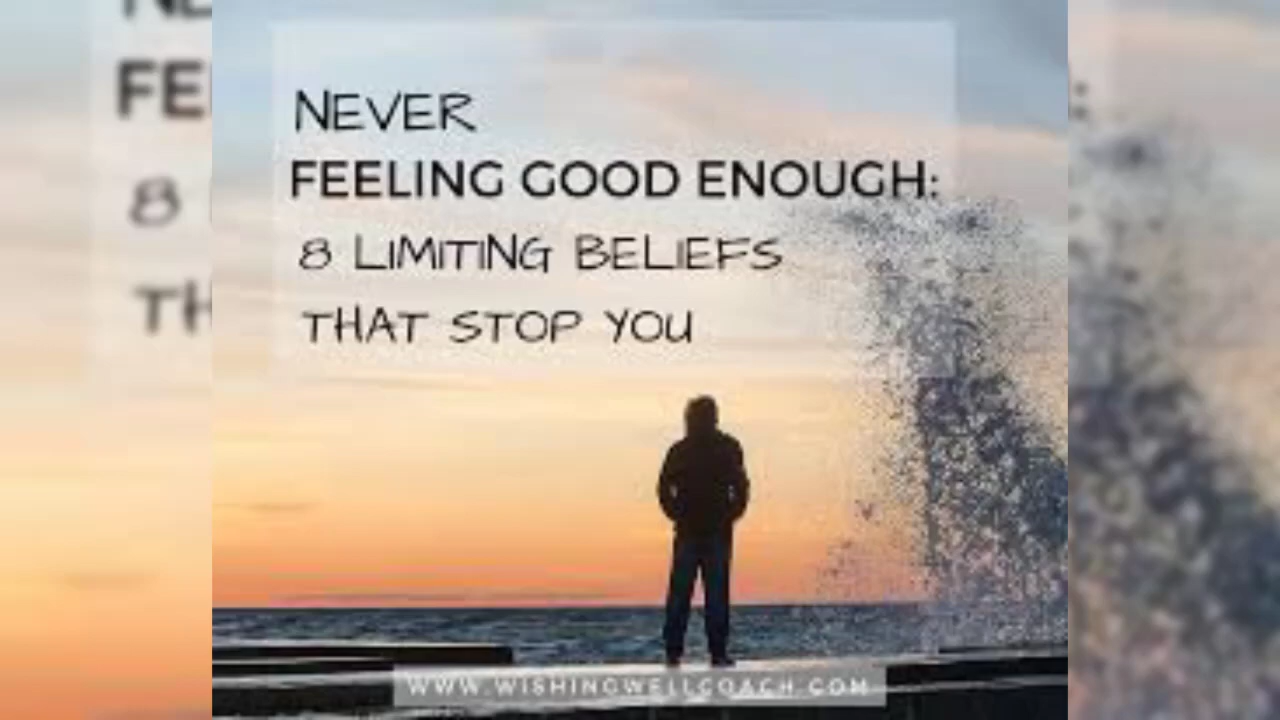 NEVER
FEELING GOOD ENOUGH:
8 LIMITING BELIEFS
THAT STOP YOU
WWW.WISHINGWELLCOACH.COM